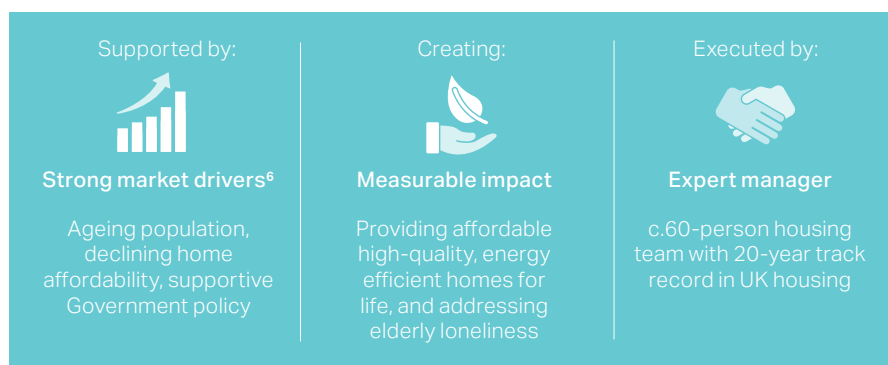 Supported by:
Strong market drivers⁶
Ageing population,
declining home
affordability, supportive
Government policy
Creating:
Measurable impact
Providing affordable
high-quality, energy
efficient homes for
life, and addressing
elderly loneliness
Executed by:
Expert manager
c.60-person housing
team with 20-year track
record in UK housing